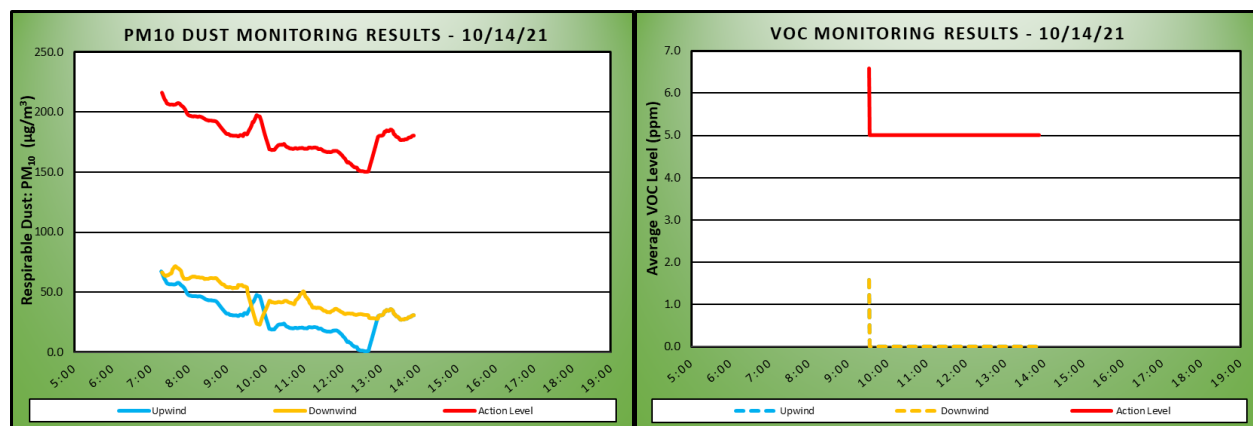 PM10 DUST MONITORING RESULTS - 10/14/21
Respirable Dust: PM₁₀ (µg/m³)
250.0
200.0
150.0
100.0
50.0
0.0
5:00 6:00 7:00 8:00 9:00 10:00 11:00 12:00 13:00 14:00 15:00 16:00 17:00 18:00 19:00
Upwind Downwind Action Level
VOC MONITORING RESULTS - 10/14/21
Average VOC Level (ppm)
7.0
6.0
5.0
4.0
3.0
2.0
1.0
0.0
5:00 6:00 7:00 8:00 9:00 10:00 11:00 12:00 13:00 14:00 15:00 16:00 17:00 18:00 19:00
Upwind Downwind Action Level